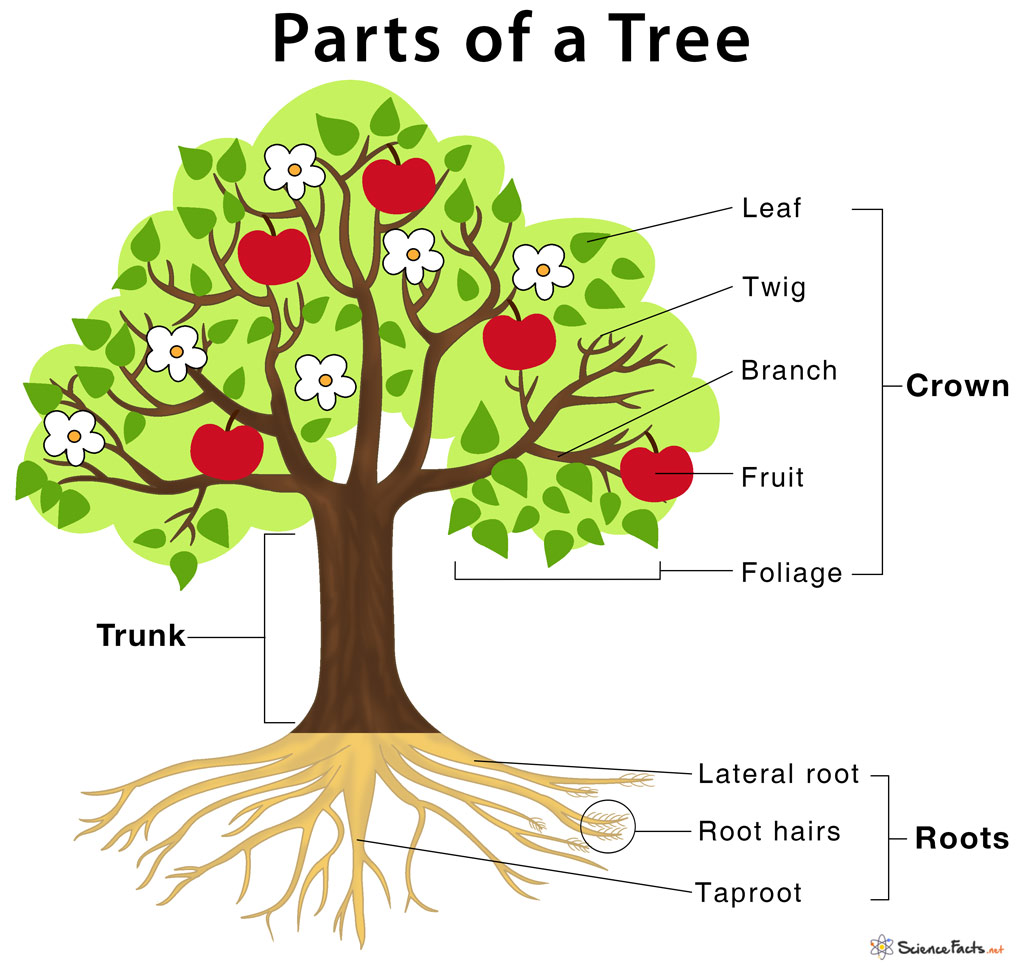 Parts of a Tree
Leaf
Twig
Branch
Crown
Fruit
Foliage
Trunk
Lateral root
Root hairs
Roots
Taproot
ScienceFacts.net